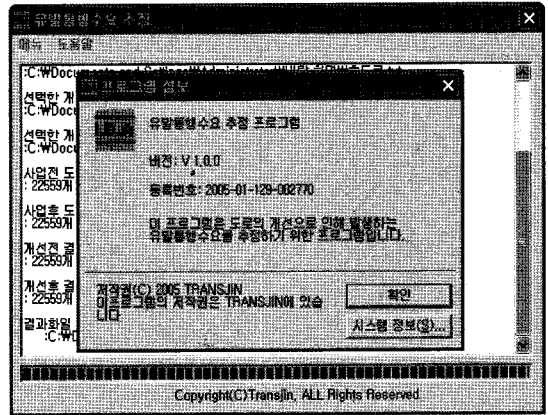 유발통행수요 추정
메뉴 도움말
:C:\Docu
선택한 개
:C:\Docu
선택한 개
:C:\Docu
사업전 도
: 22559개
사업후 도
: 22559개
개선전 결
: 22559개
개선후 결
: 22559개
결과화일
:C:\D
프로그램 정보
유발통행수요 추정 프로그램
버전: V 1.0.0
등록번호: 2005-01-129-002770
이 프로그램은 도로의 개선으로 인해 발생하는
유발통행수요를 추정하기 위한 프로그램입니다.
저작권(C) 2005 TRANSJIN
이 프로그램의 저작권은 TRANSJIN에 있습
니다
확인
시스템 정보(S)...
Copyright(C)Transjin, ALL Rights Reserved